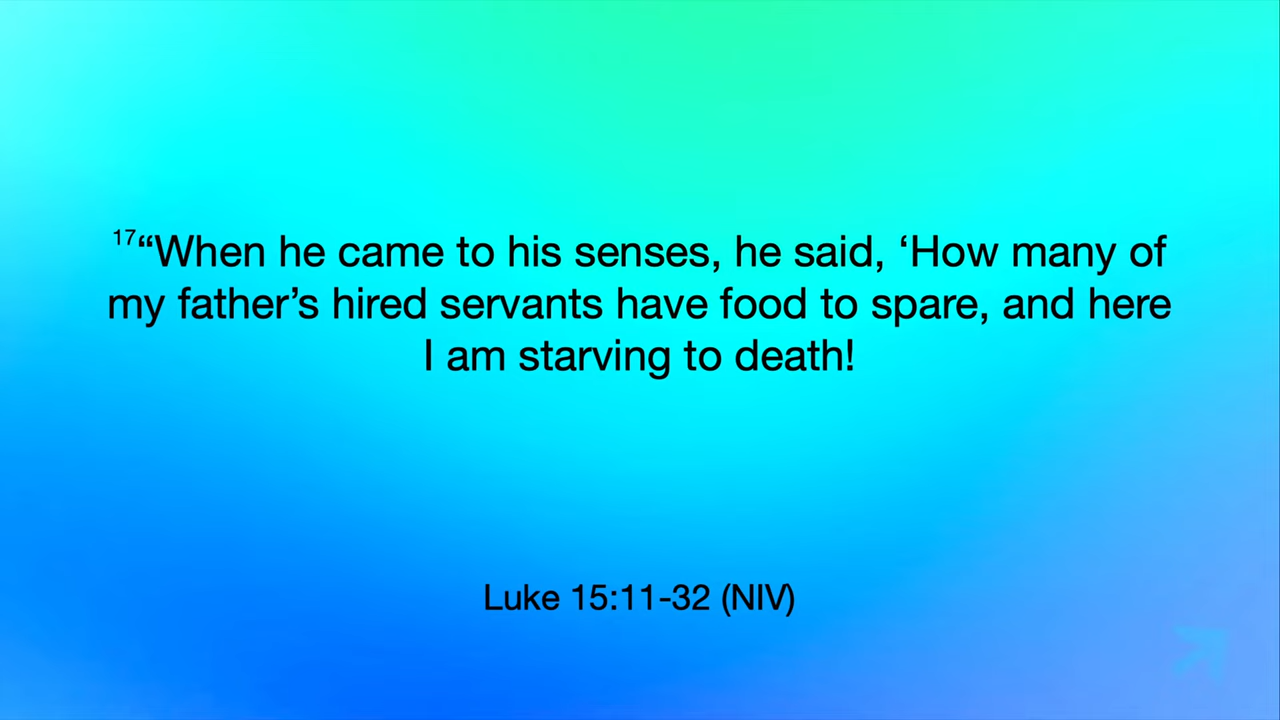 17“When he came to his senses, he said, ‘How many of
my father’s hired servants have food to spare, and here
I am starving to death!
Luke 15:11-32 (NIV)